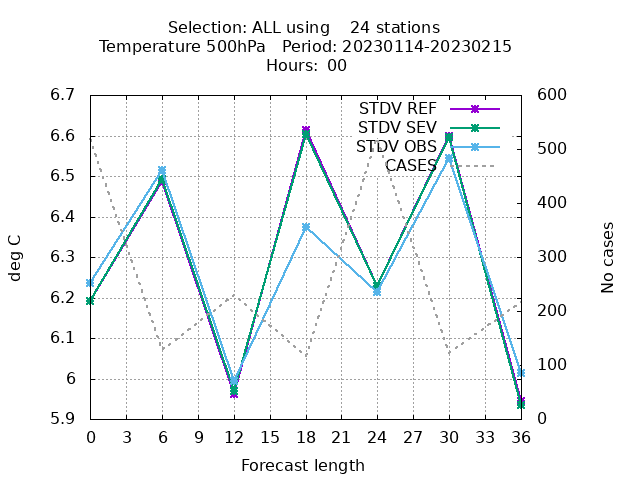 Selection: ALL using    24 stations
Temperature 500hPa   Period: 20230114-20230215
Hours: 00
6.7
6.6
6.5
6.4
6.3
6.2
6.1
6
5.9
deg C
STDV REF
STDV SEV
STDV OBS
CASES
600
500
400
300
200
100
0
No cases
0 3 6 9 12 15 18 21 24 27 30 33 36
Forecast length